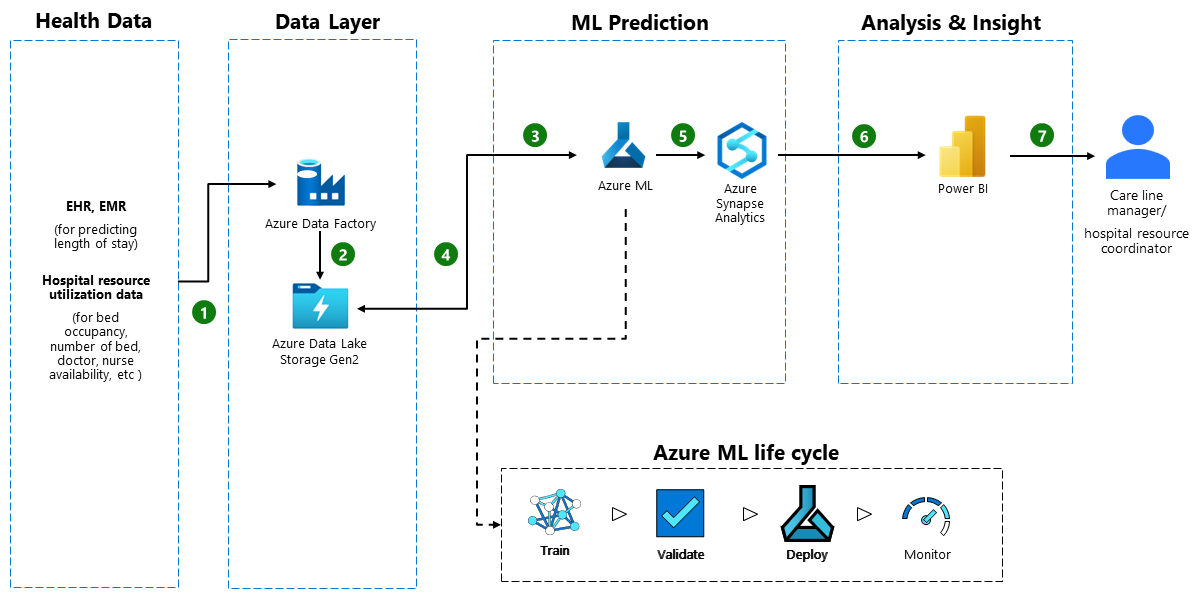 Health Data
Data Layer
ML Prediction
Analysis & Insight
EHR, EMR
(for predicting
length of stay)
Hospital resource
utilization data
(for bed
occupancy,
number of bed,
doctor, nurse
availability, etc )
1
Azure Data Factory
2
Azure Data Lake
Storage Gen2
4
3
Azure ML
5
Azure
Synapse
Analytics
6
Power BI
7
Care line
manager/
hospital resource
coordinator
Azure ML life cycle
Train
Validate
Deploy
Monitor